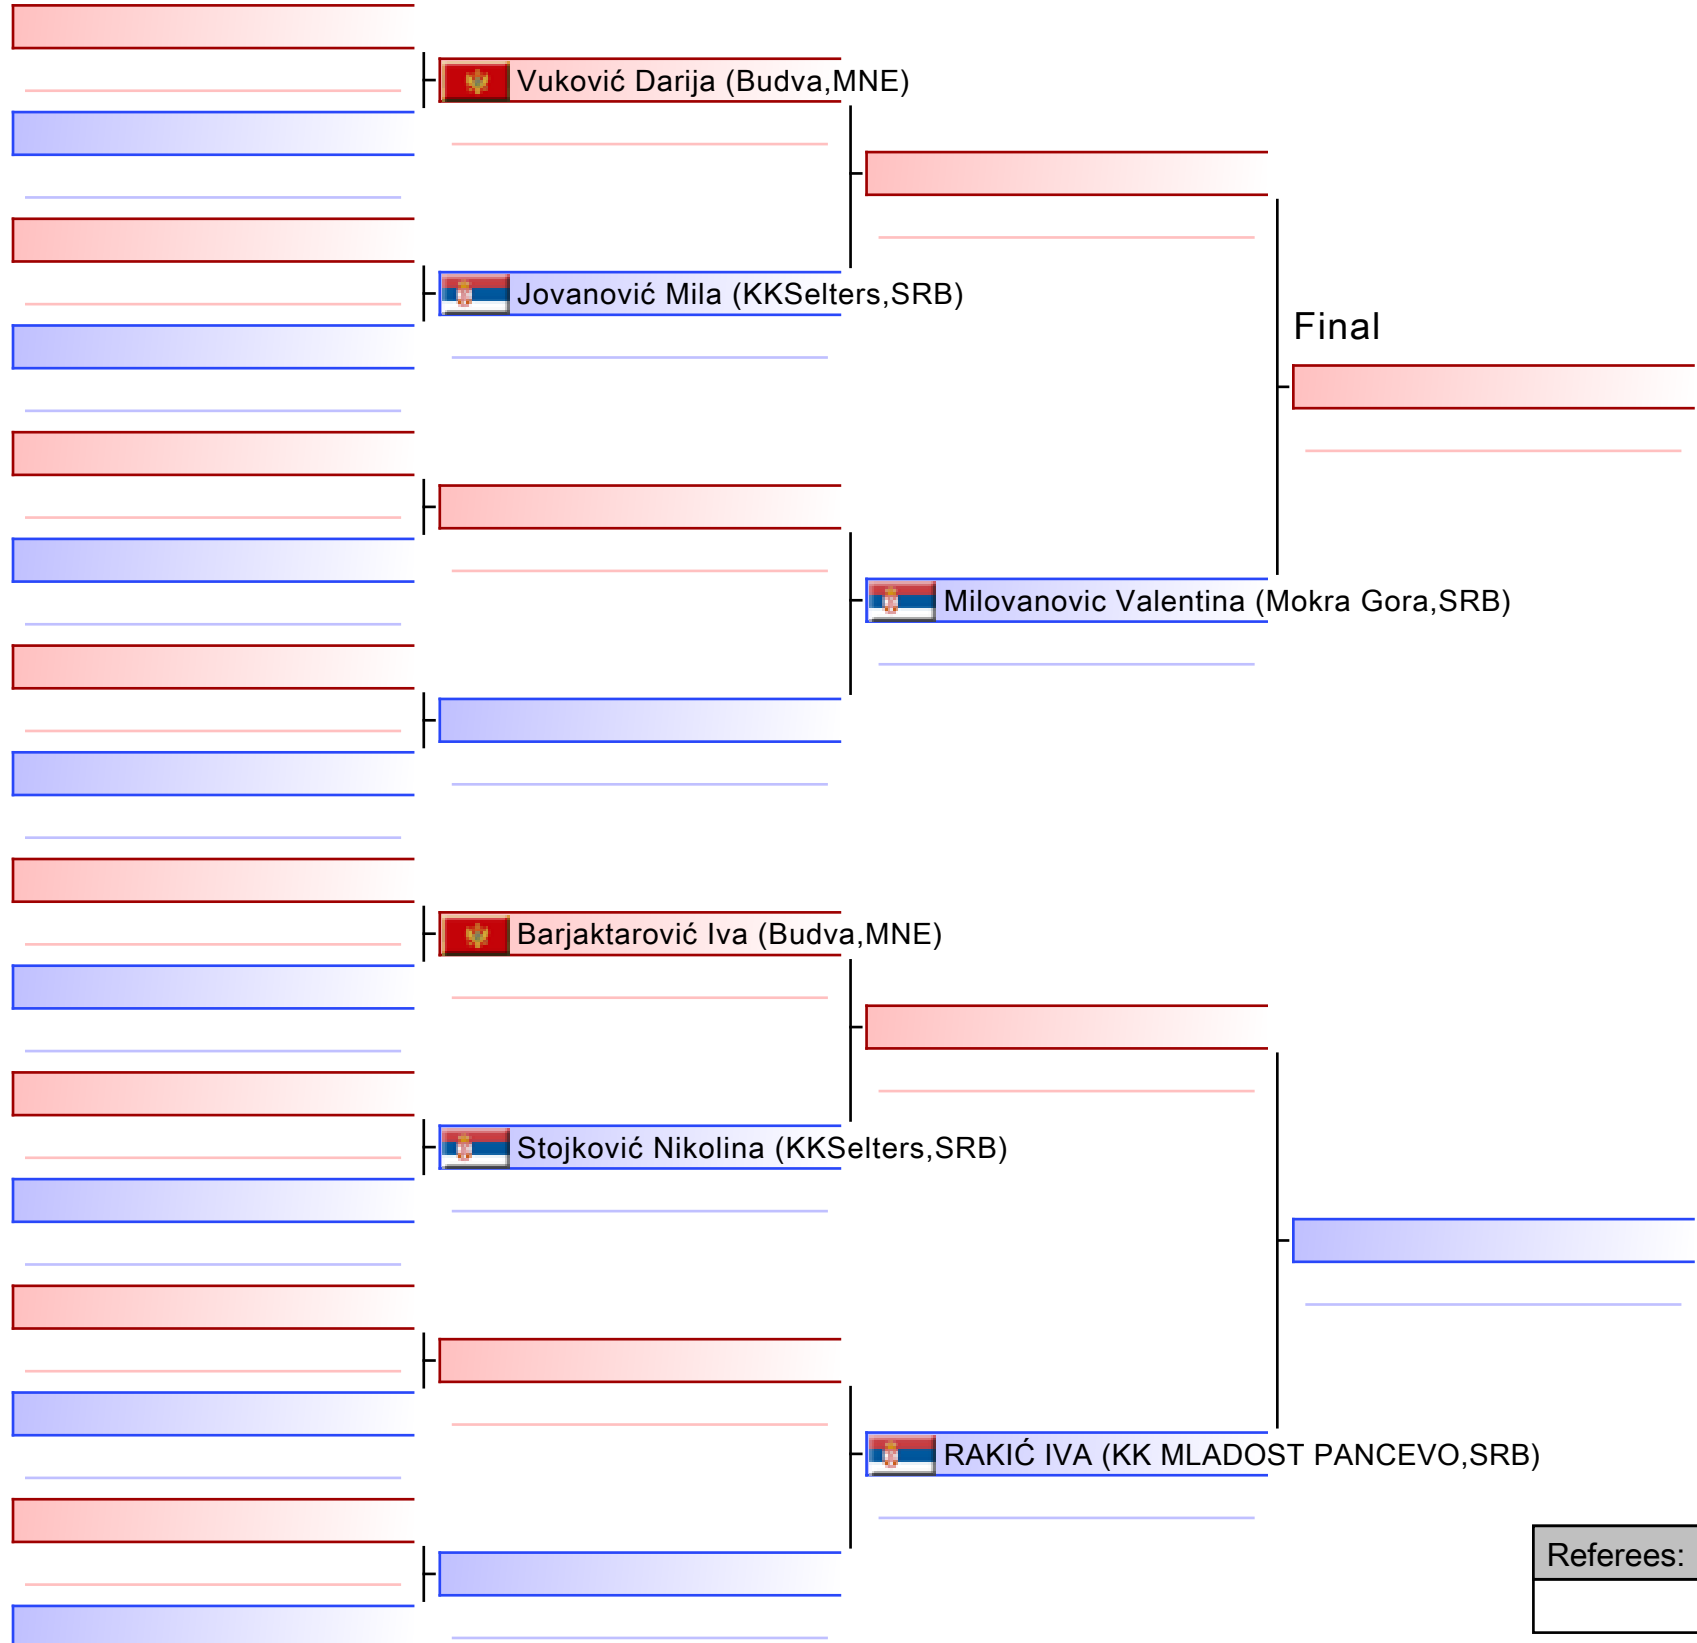 Vuković Darija (Budva,MNE)
Jovanović Mila (KKSelters,SRB)
Final
Milovanovic Valentina (Mokra Gora,SRB)
Barjaktarović Iva (Budva,MNE)
Stojković Nikolina (KKSelters,SRB)
RAKIĆ IVA (KK MLADOST PANCEVO,SRB)
Referees: